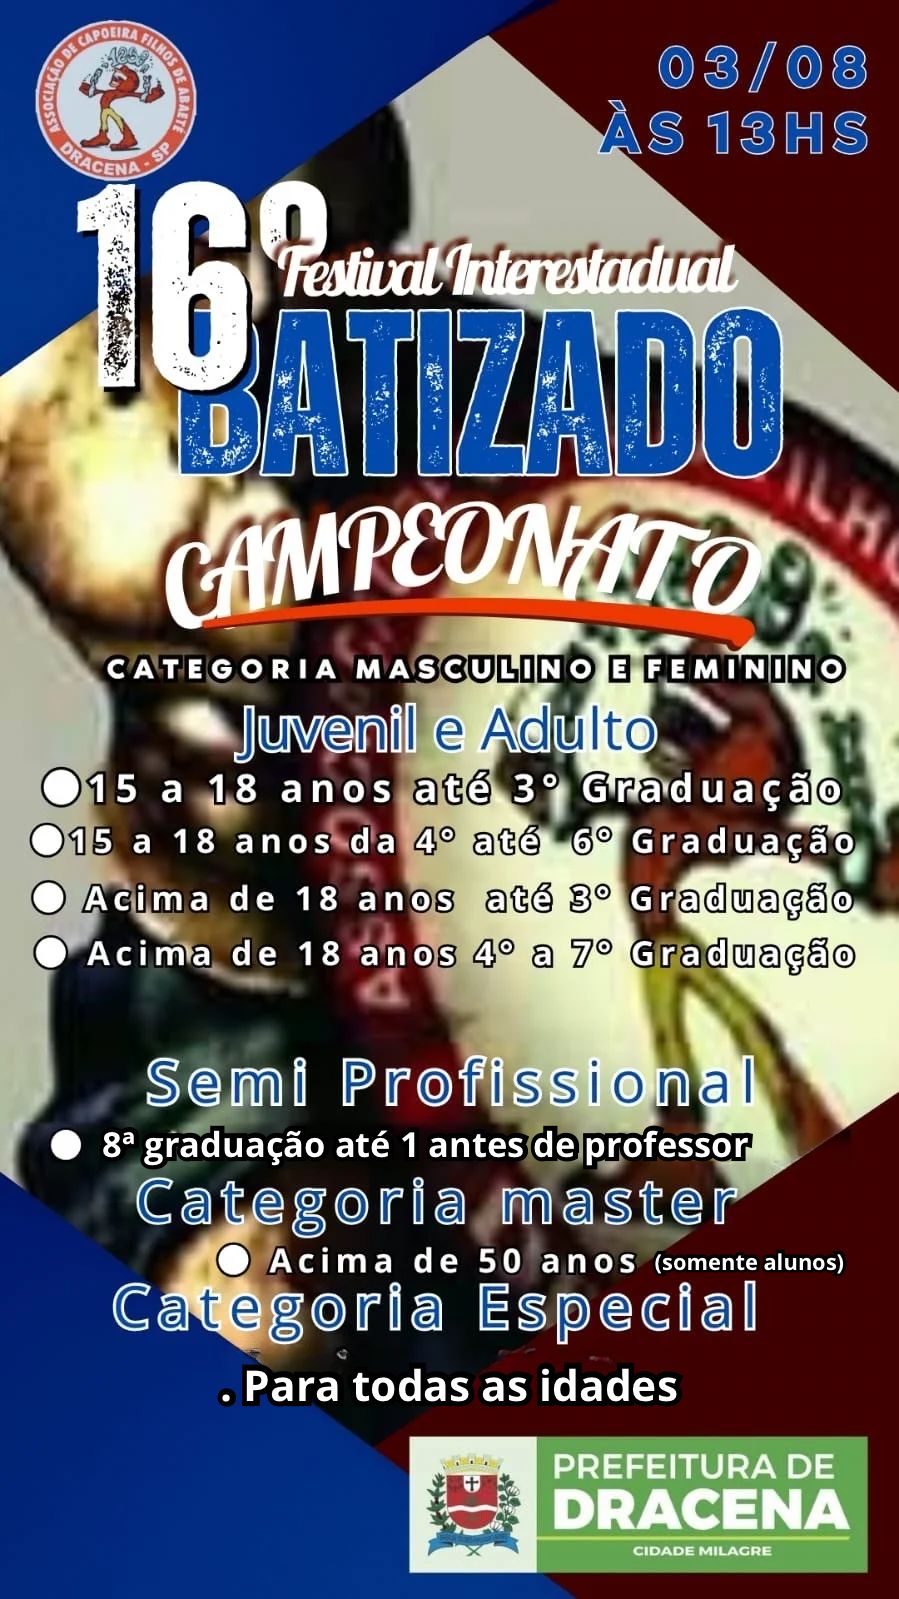 ASSOCIAÇÃO DE CAPOEIRA FILHOS DE ABAETÉ
DRACENA - SP
03/08
ÀS 13HS
16º
Festival Interestadual
BATIZADO
CAMPEONATO
CATEGORIA MASCULINO E FEMININO
Juvenil e Adulto
15 a 18 anos até 3° Graduação
15 a 18 anos da 4° até 6° Graduação
Acima de 18 anos até 3° Graduação
Acima de 18 anos 4° a 7° Graduação
Semi Profissional
8ª graduação até 1 antes de professor
Categoria master
Acima de 50 anos (somente alunos)
Categoria Especial
. Para todas as idades
PREFEITURA DE
DRACENA
CIDADE MILAGRE